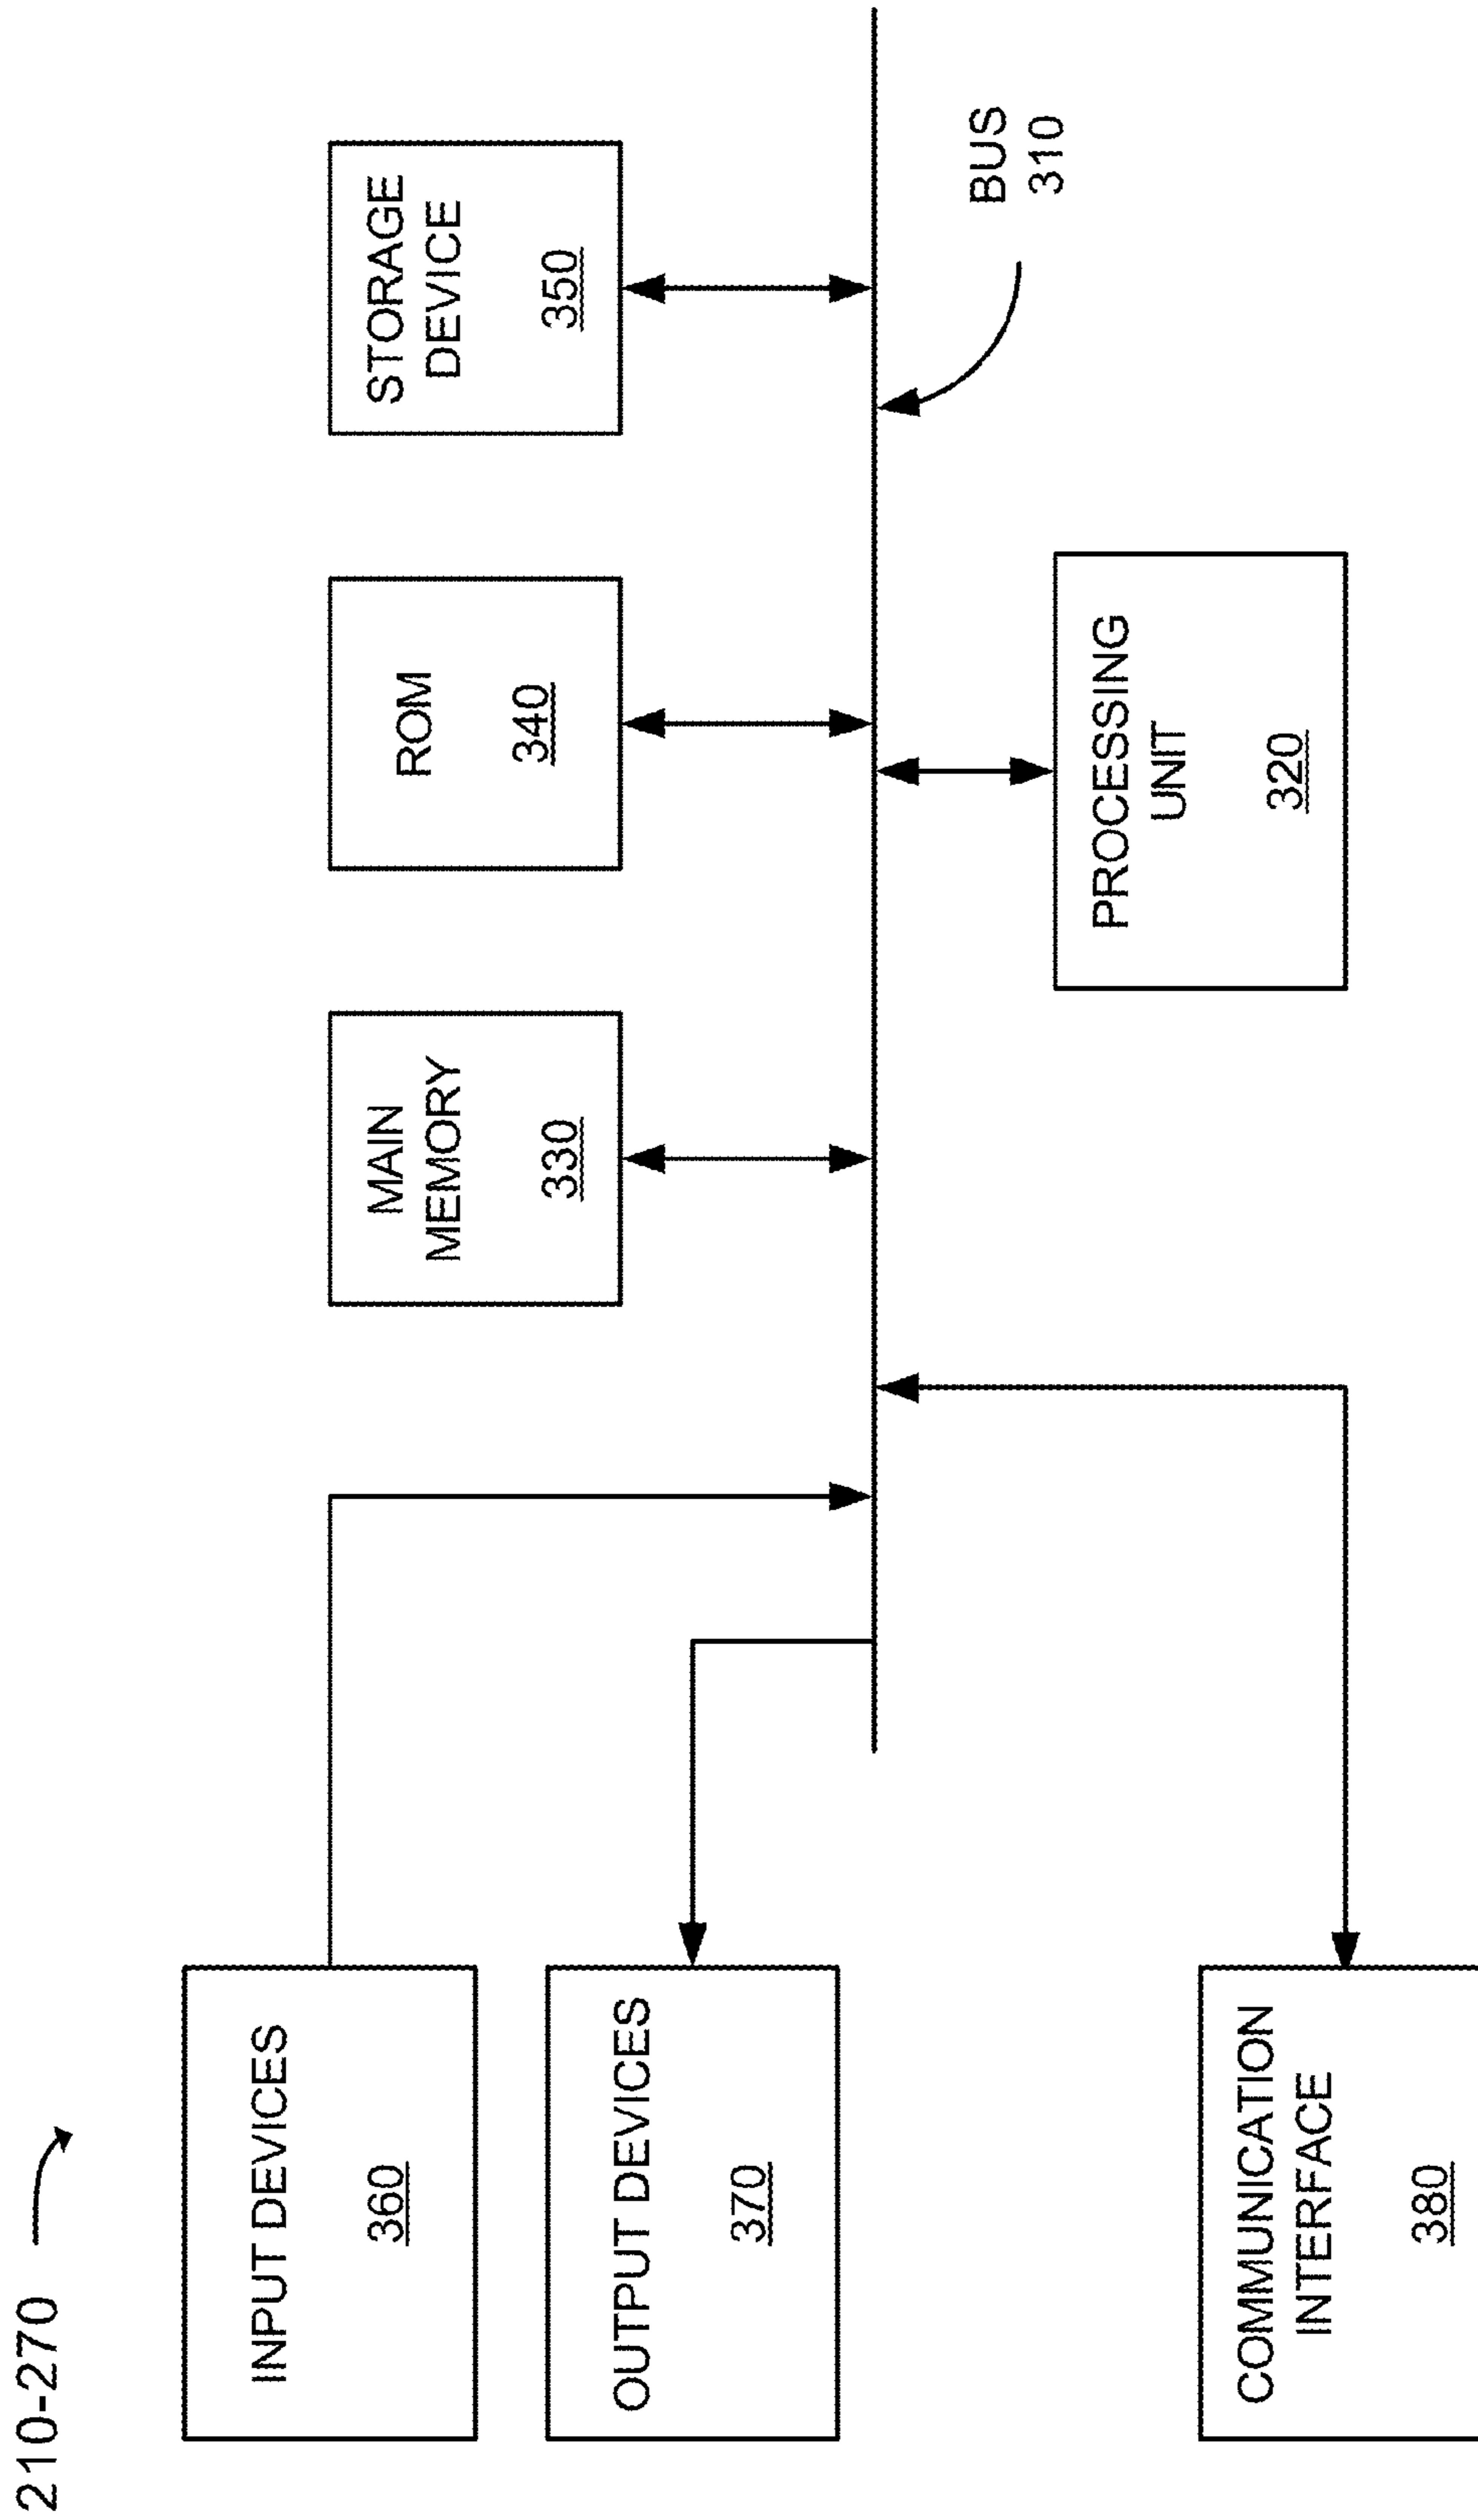 210-270
INPUT DEVICES
360
OUTPUT DEVICES
370
COMMUNICATION
INTERFACE
380
MAIN
MEMORY
330
ROM
340
STORAGE
DEVICE
350
PROCESSING
UNIT
320
BUS
310